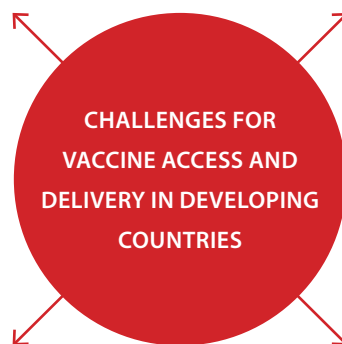 CHALLENGES FOR
VACCINE ACCESS AND
DELIVERY IN DEVELOPING
COUNTRIES